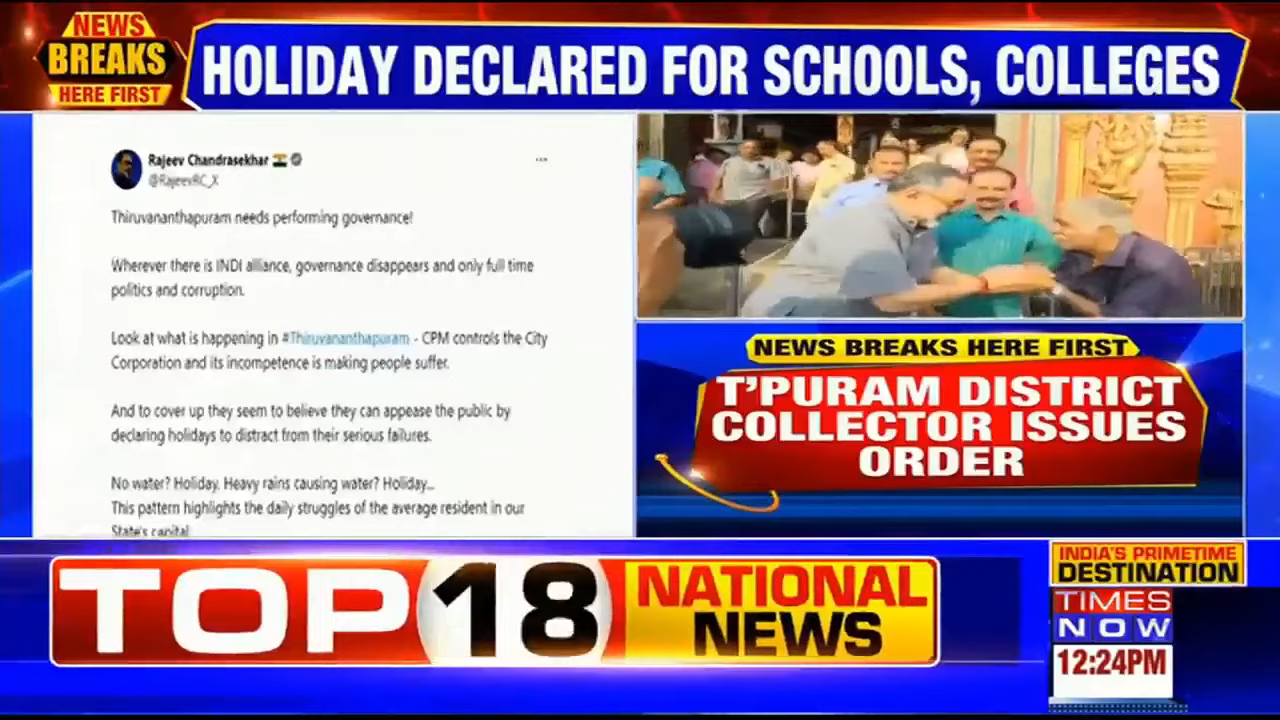 NEWS
BREAKS
HERE FIRST
HOLIDAY DECLARED FOR SCHOOLS, COLLEGES
Rajeev Chandrasekhar
@RajeevRC_X
Thiruvananthapuram needs performing governance!
Wherever there is INDI alliance, governance disappears and only full time
politics and corruption.
Look at what is happening in #Thiruvananthapuram - CPM controls the City
Corporation and its incompetence is making people suffer.
And to cover up they seem to believe they can appease the public by
declaring holidays to distract from their serious failures.
No water? Holiday. Heavy rains causing water? Holiday...
This pattern highlights the daily struggles of the average resident in our
State's capital
NEWS BREAKS HERE FIRST
T'PURAM DISTRICT
COLLECTOR ISSUES
ORDER
TOP 18 NATIONAL
NEWS
INDIA'S PRIMETIME
DESTINATION
TIMES
NOW
12:24PM